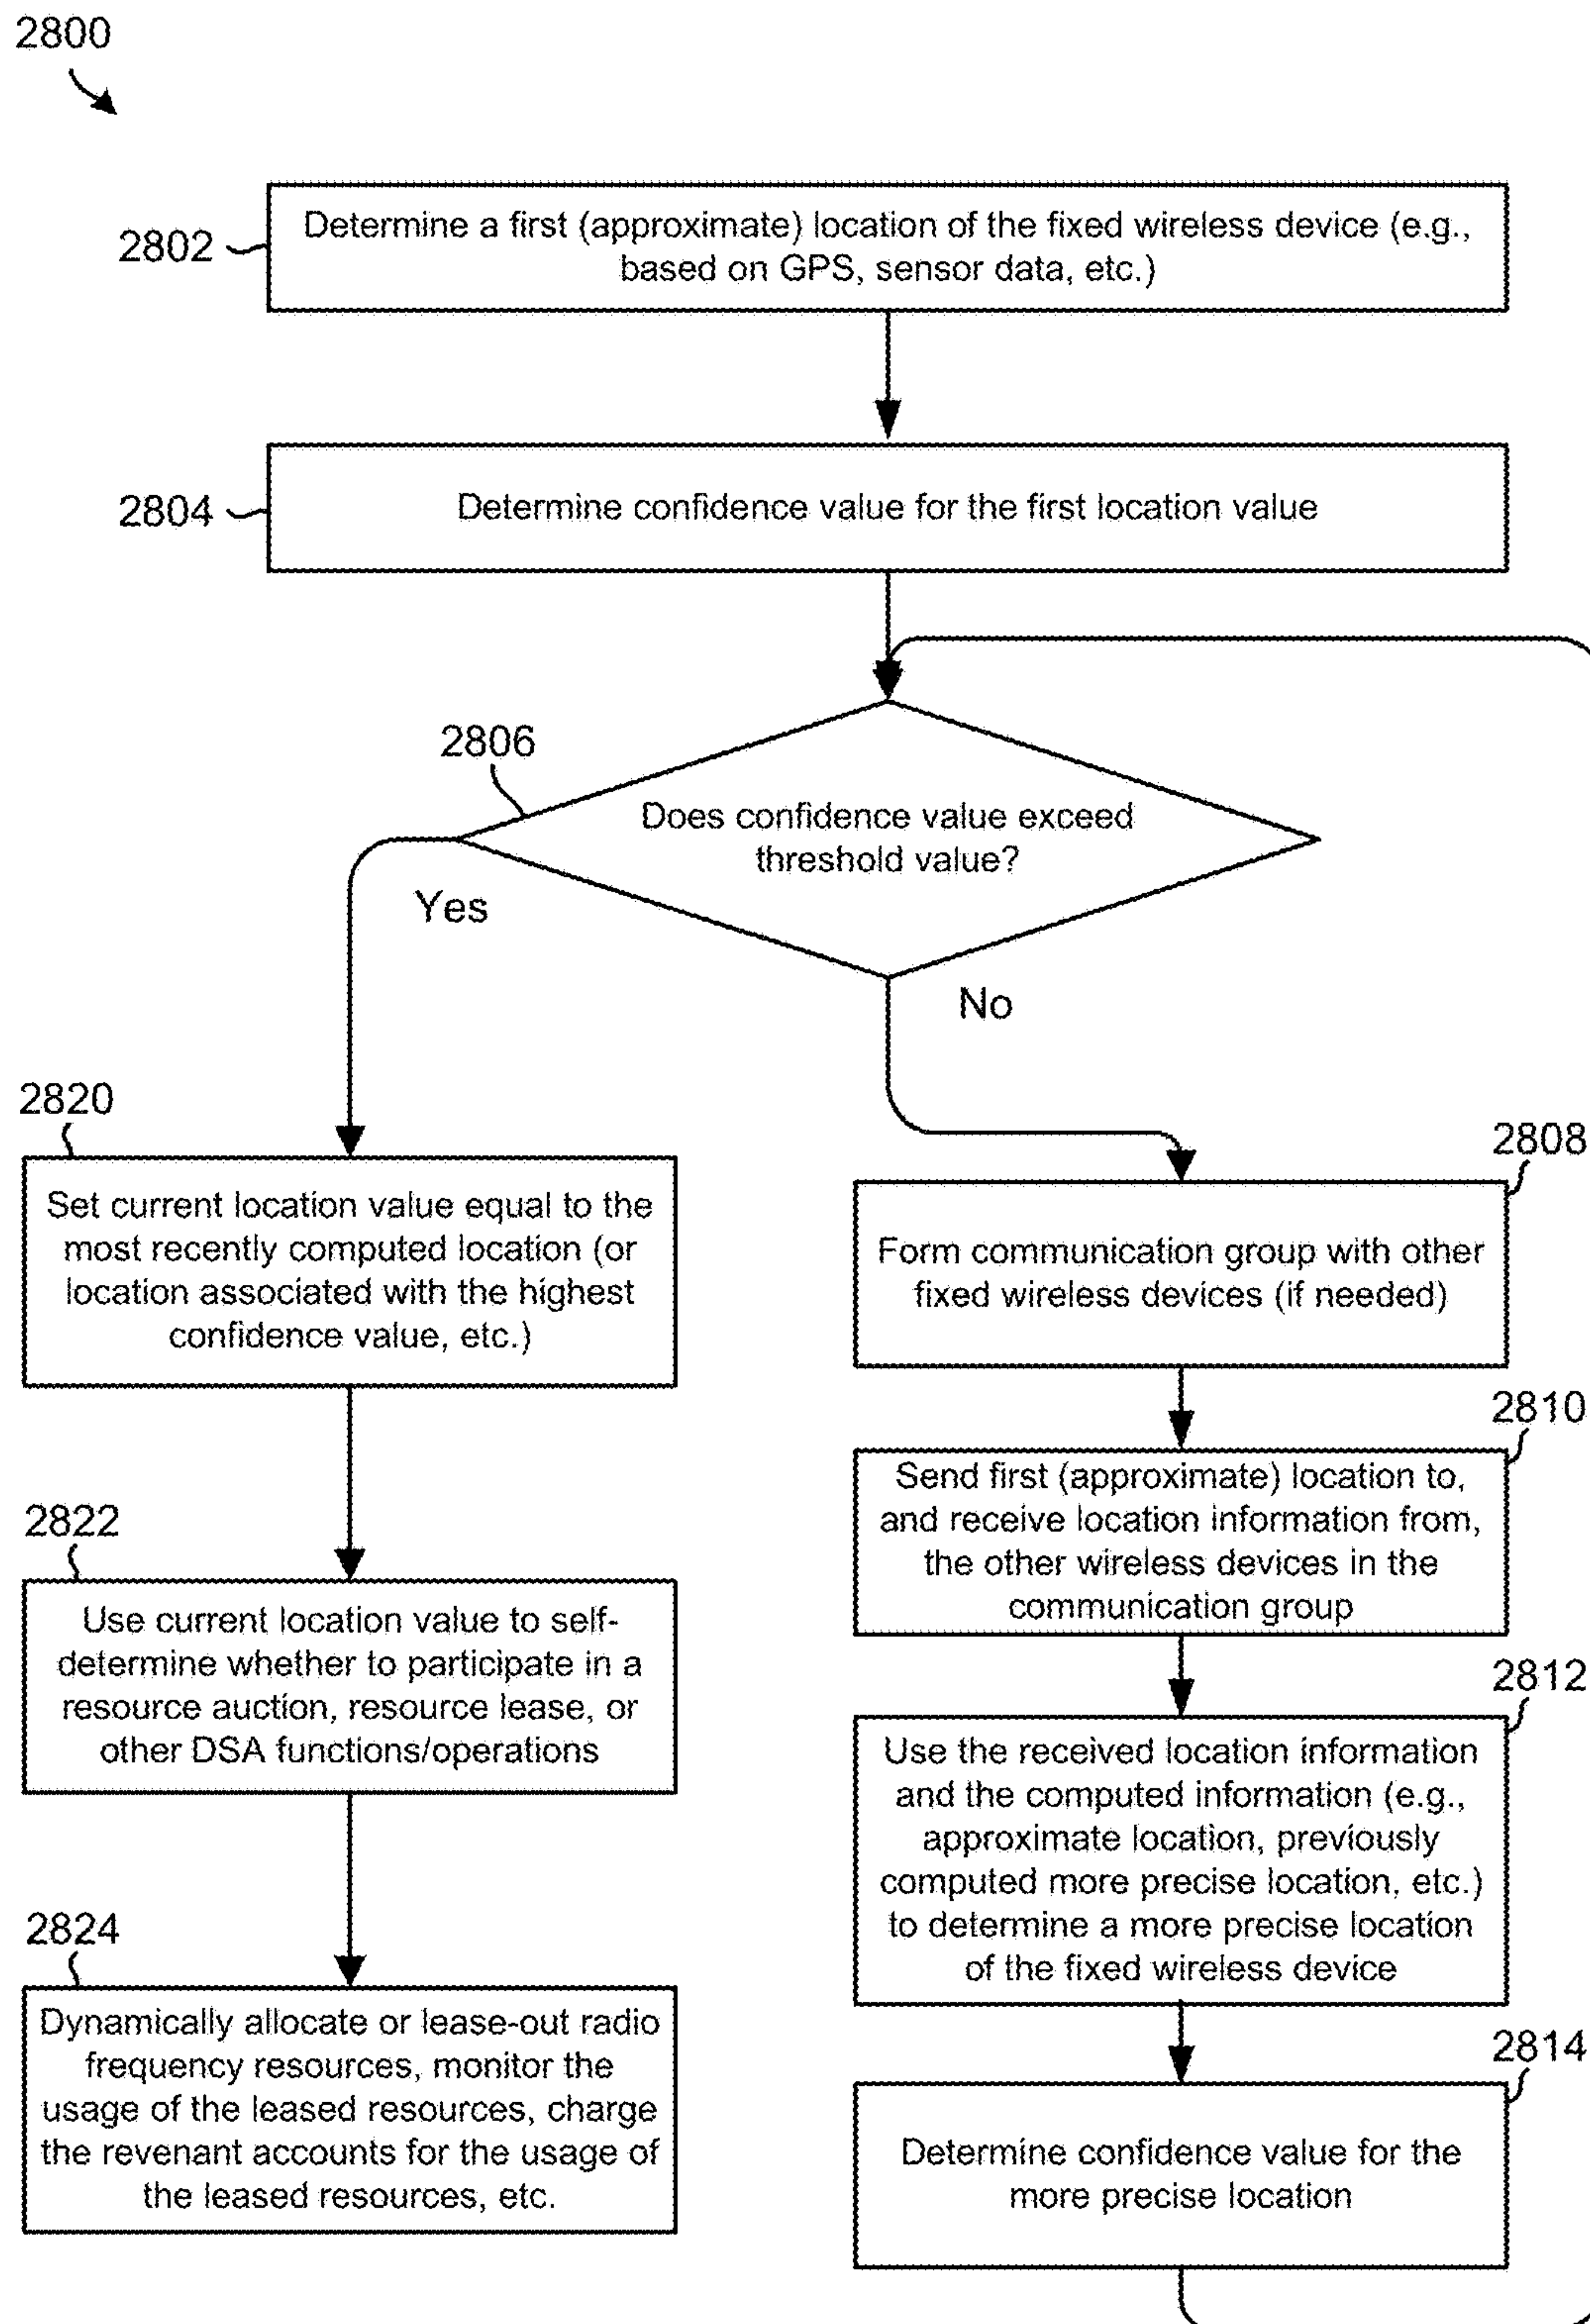 2800
2802
Determine a first (approximate) location of the fixed wireless device (e.g.,
based on GPS, sensor data, etc.)
2804
Determine confidence value for the first location value
2806
Does confidence value exceed
threshold value?
Yes
No
2820
Set current location value equal to the
most recently computed location (or
location associated with the highest
confidence value, etc.)
2822
Use current location value to self-
determine whether to participate in a
resource auction, resource lease, or
other DSA functions/operations
2824
Dynamically allocate or lease-out radio
frequency resources, monitor the
usage of the leased resources, charge
the revenant accounts for the usage of
the leased resources, etc.
2808
Form communication group with other
fixed wireless devices (if needed)
2810
Send first (approximate) location to,
and receive location information from,
the other wireless devices in the
communication group
2812
Use the received location information
and the computed information (e.g.,
approximate location, previously
computed more precise location, etc.)
to determine a more precise location
of the fixed wireless device
2814
Determine confidence value for the
more precise location